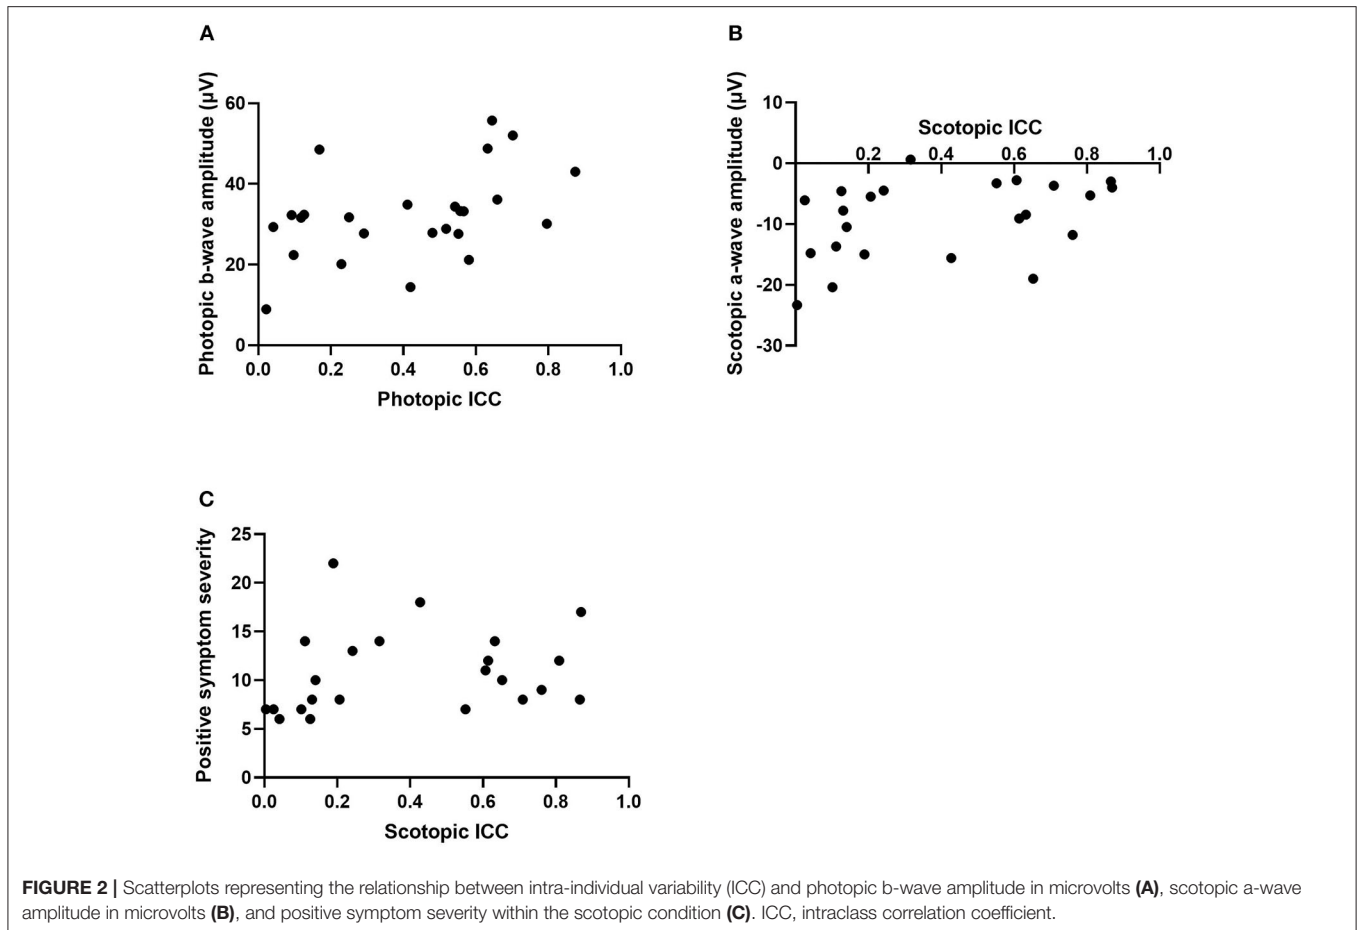 A
Photopic b-wave amplitude (µV)
60
40
20
0
0.0 0.2 0.4 0.6 0.8 1.0
Photopic ICC
B
Scotopic a-wave amplitude (µV)
10
0
-10
-20
-30
Scotopic ICC
0.2 0.4 0.6 0.8 1.0
C
Positive symptom severity
25
20
15
10
5
0
0.0 0.2 0.4 0.6 0.8 1.0
Scotopic ICC
FIGURE 2 | Scatterplots representing the relationship between intra-individual variability (ICC) and photopic b-wave amplitude in microvolts (A), scotopic a-wave
amplitude in microvolts (B), and positive symptom severity within the scotopic condition (C). ICC, intraclass correlation coefficient.